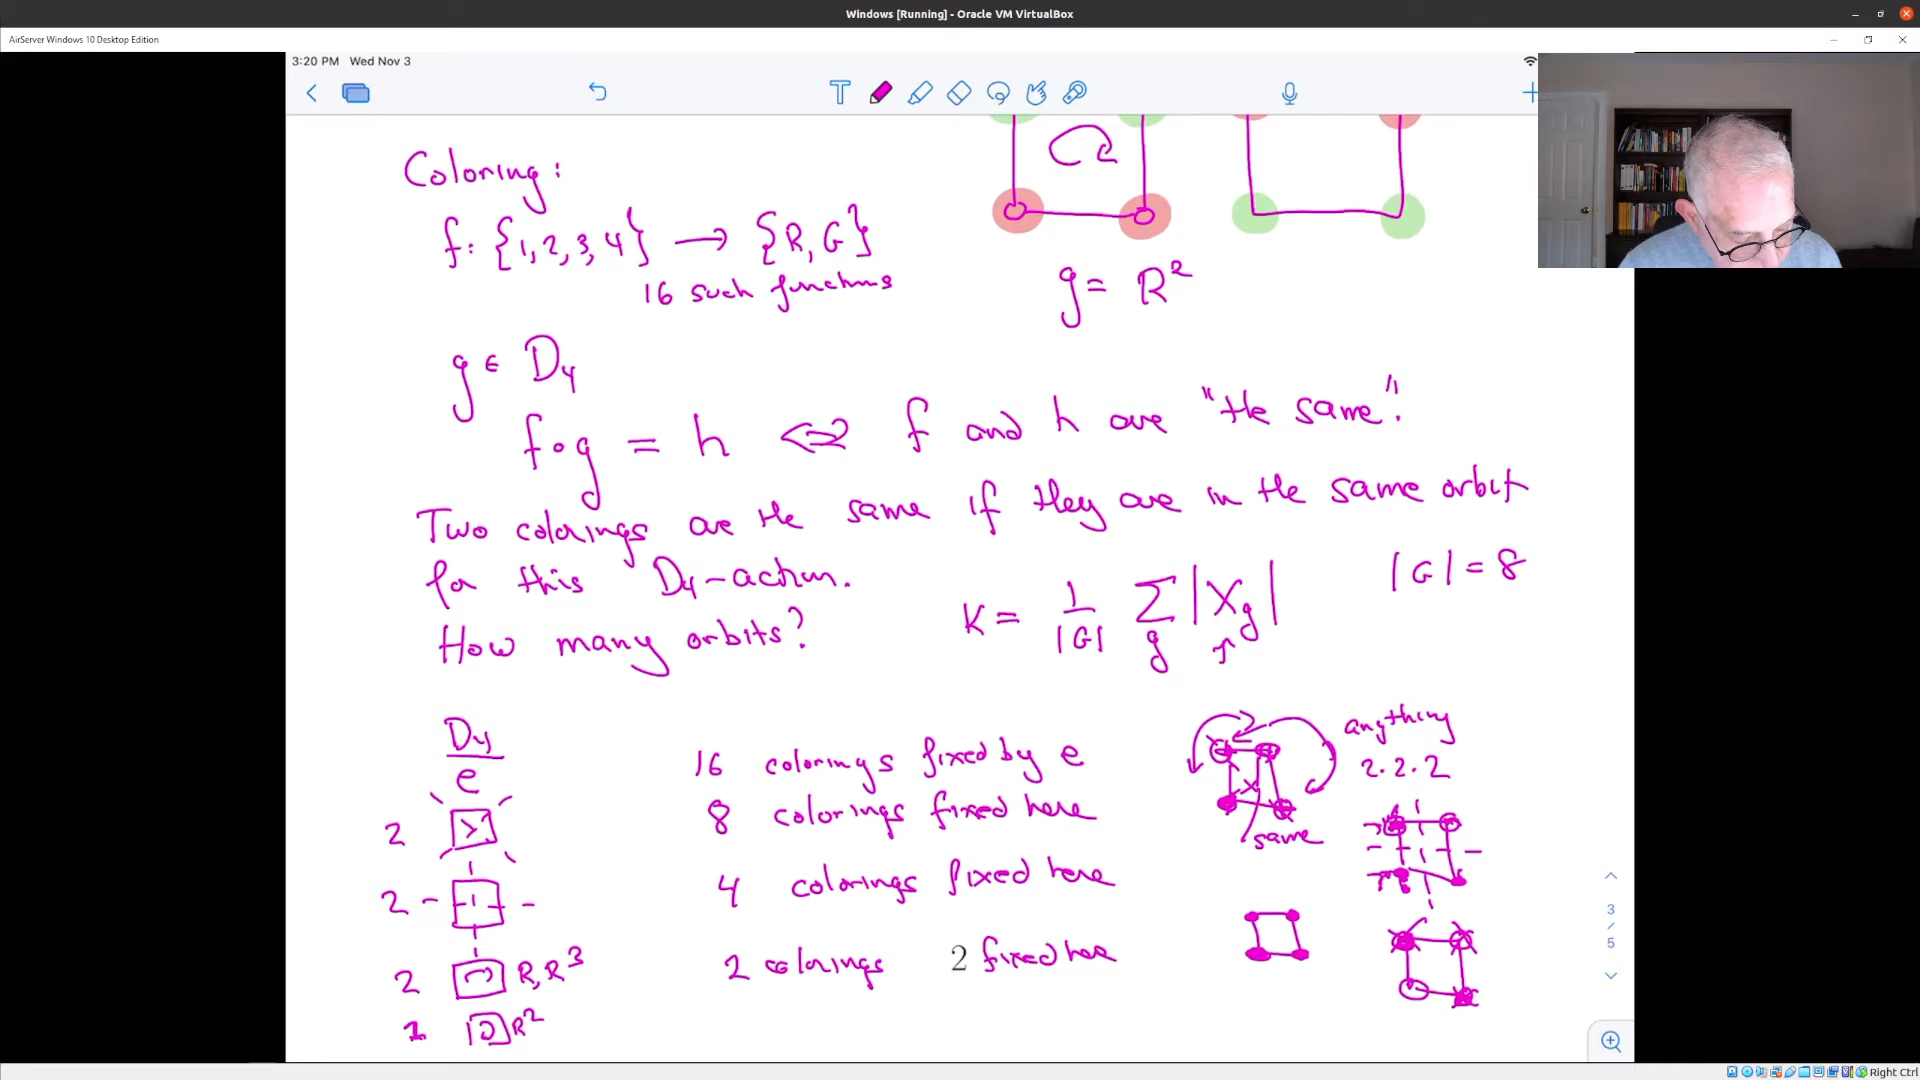 Windows [Running] - Oracle VM VirtualBox
AirServer Windows 10 Desktop Edition
3:20 PM Wed Nov 3
Coloring:
f: {1,2,3,4} → {R, G}
16 such functions
g = R²
g ∈ D₄
f∘g = h ⇔ f and h are "the same".
Two colorings are the same if they are in the same orbit
for this D₄-action.
|G| = 8
How many orbits?
K = 1/|G| Σ_g |X_g|
D₄
e
16 colorings fixed by e
anything
2·2·2
2
8 colorings fixed here
same
2
4 colorings fixed here
2 R, R³
2 colorings 2 fixed here
1 R²
3
/
5
Right Ctrl